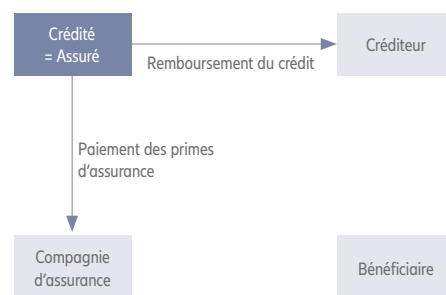 Crédité
= Assuré
Remboursement du crédit
Créditeur
Paiement des primes
d'assurance
Compagnie
d'assurance
Bénéficiaire